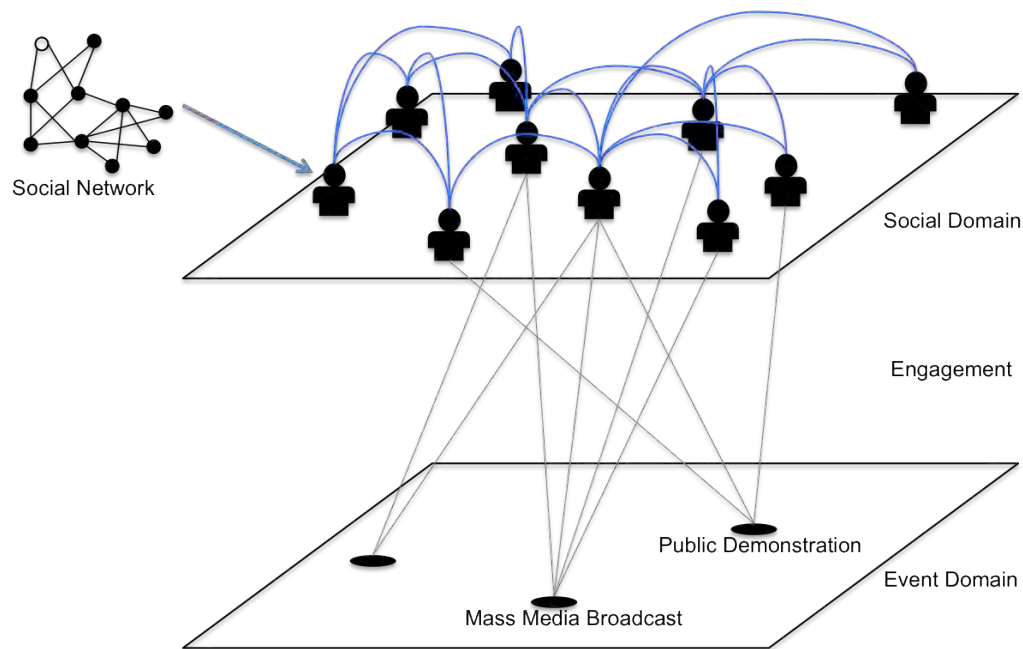 Social Network
Social Domain
Engagement
Public Demonstration
Event Domain
Mass Media Broadcast